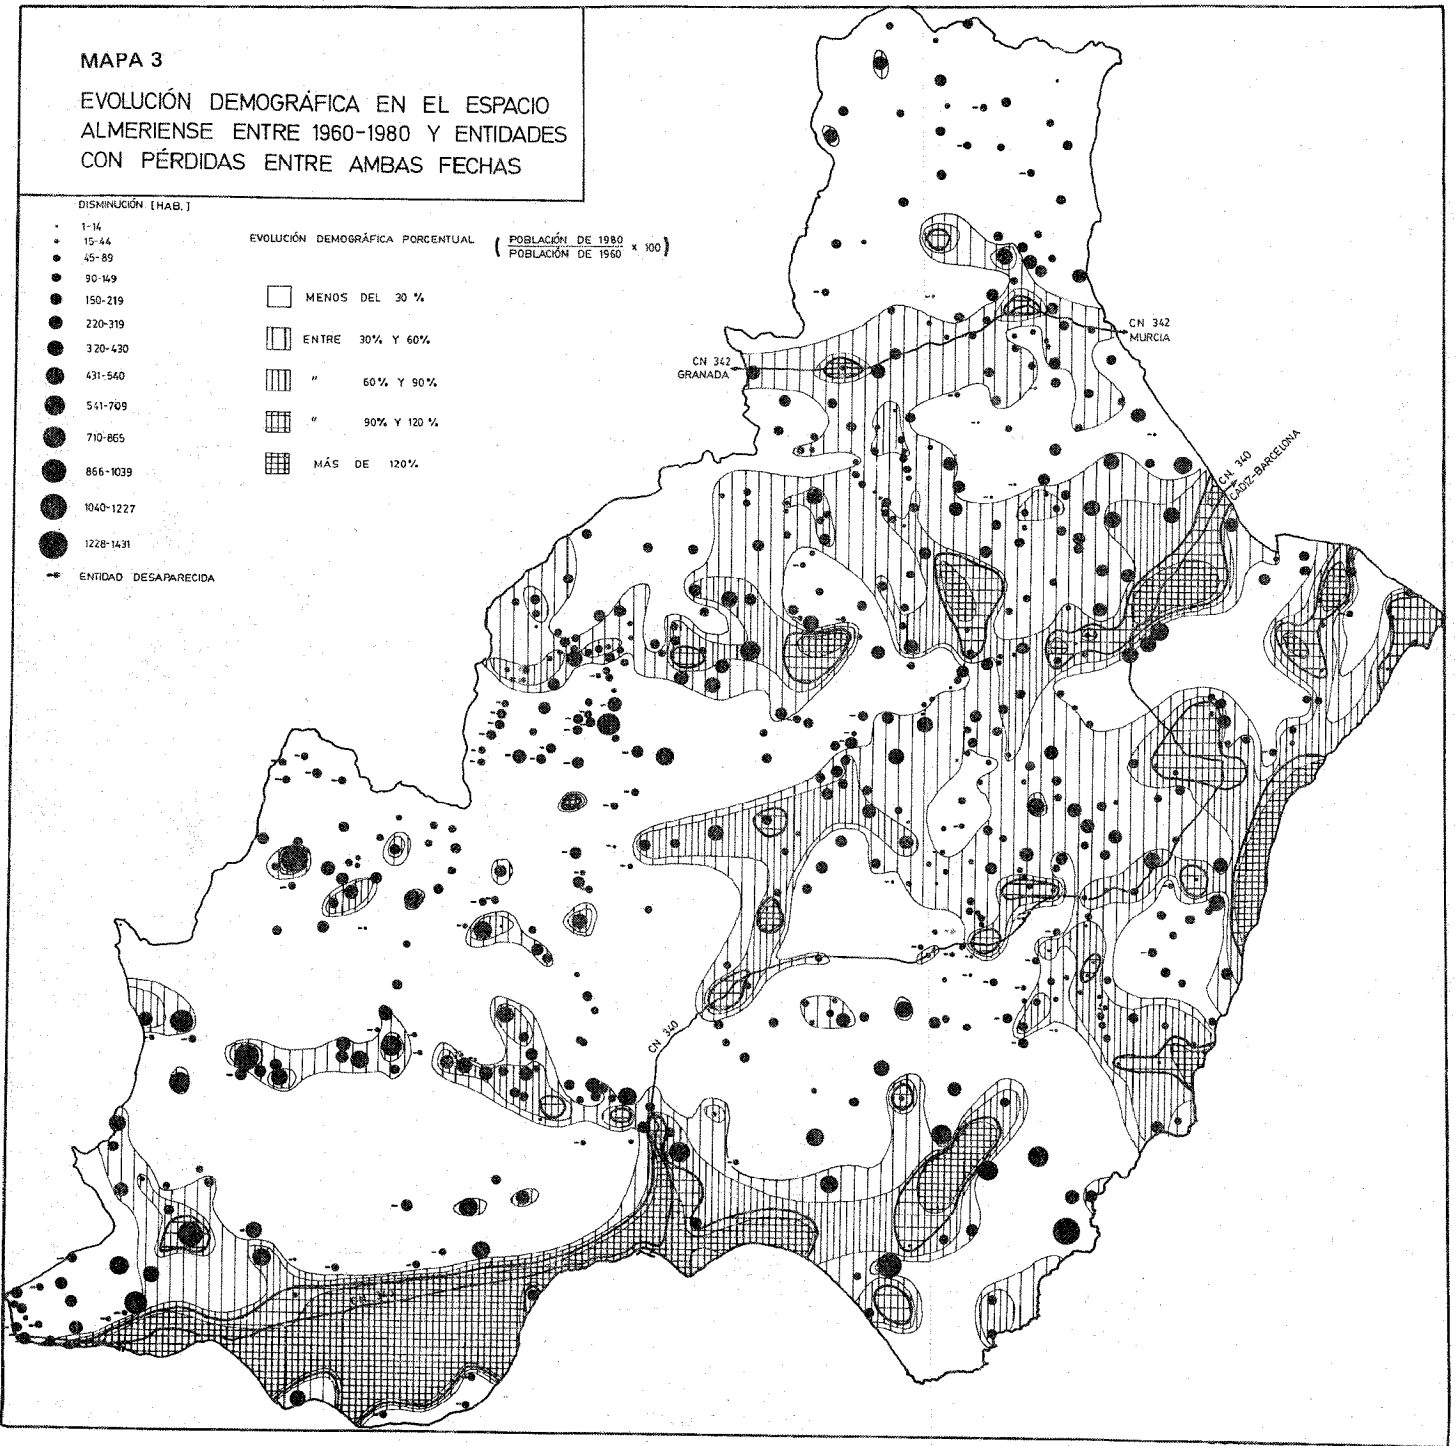 MAPA 3
EVOLUCIÓN DEMOGRÁFICA EN EL ESPACIO
ALMERIENSE ENTRE 1960-1980 Y ENTIDADES
CON PÉRDIDAS ENTRE AMBAS FECHAS
DISMINUCIÓN [HAB.]
1-14
15-44
45-89
90-149
150-219
220-319
320-430
431-540
541-709
710-865
866-1039
1040-1227
1228-1431
ENTIDAD DESAPARECIDA
EVOLUCIÓN DEMOGRÁFICA PORCENTUAL ( POBLACIÓN DE 1980
POBLACIÓN DE 1960 x 100 )
MENOS DEL 30 %
ENTRE 30% Y 60%
" 60% Y 90%
" 90% Y 120 %
MÁS DE 120%
CN 342
MURCIA
CN 342
GRANADA
CN 340
CADIZ-BARCELONA
CN 340
CN 340